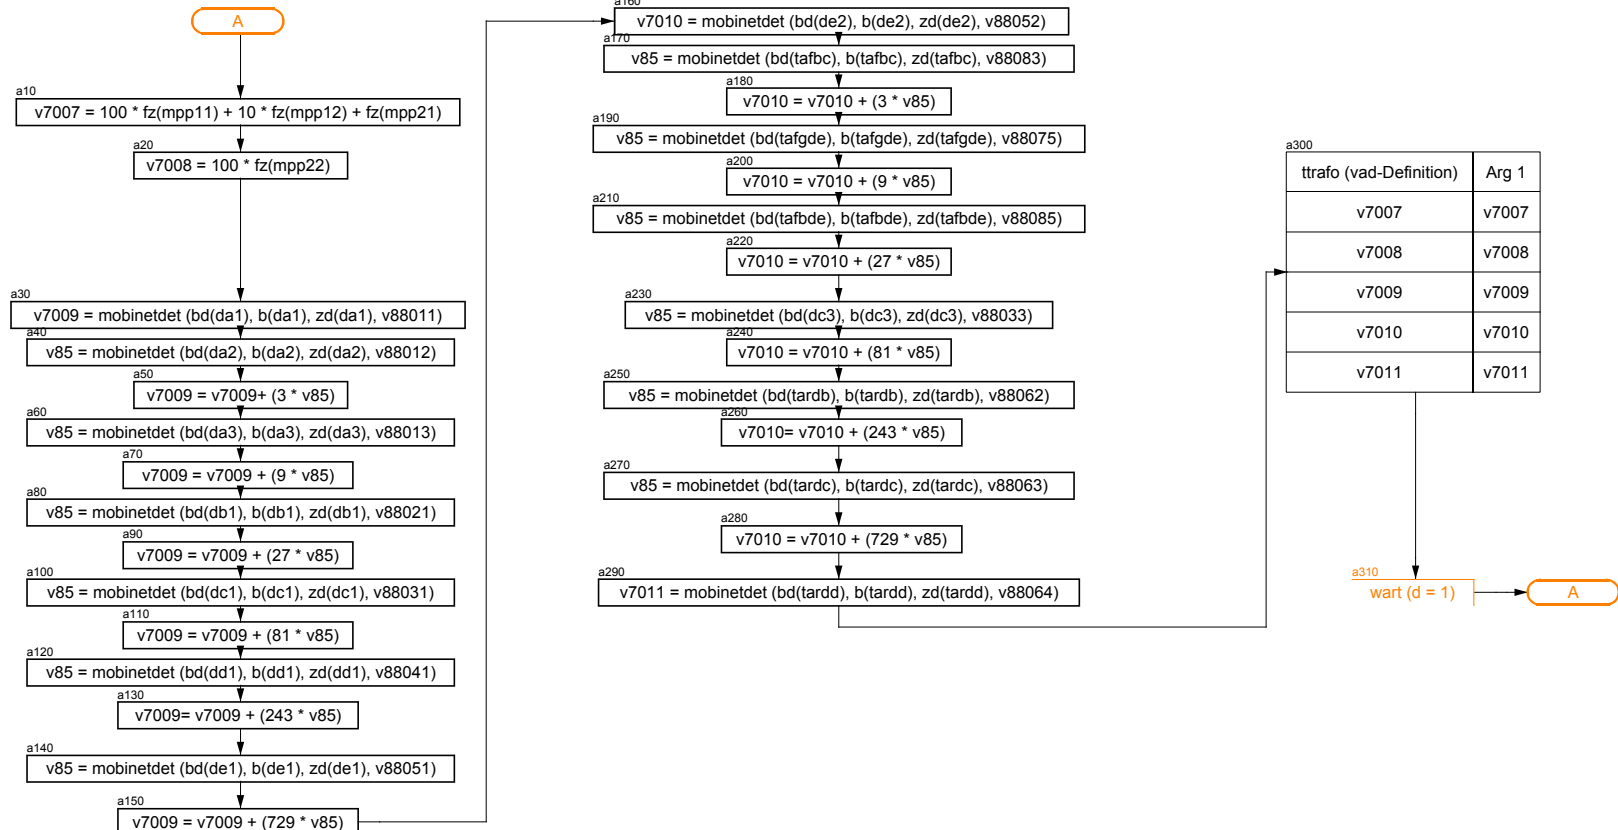 A
a10
v7007 = 100 * fz(mpp11) + 10 * fz(mpp12) + fz(mpp21)
a20
v7008 = 100 * fz(mpp22)
a30
v7009 = mobinetdet (bd(da1), b(da1), zd(da1), v88011)
a40
v85 = mobinetdet (bd(da2), b(da2), zd(da2), v88012)
a50
v7009 = v7009+ (3 * v85)
a60
v85 = mobinetdet (bd(da3), b(da3), zd(da3), v88013)
a70
v7009 = v7009 + (9 * v85)
a80
v85 = mobinetdet (bd(db1), b(db1), zd(db1), v88021)
a90
v7009 = v7009 + (27 * v85)
a100
v85 = mobinetdet (bd(dc1), b(dc1), zd(dc1), v88031)
a110
v7009 = v7009 + (81 * v85)
a120
v85 = mobinetdet (bd(dd1), b(dd1), zd(dd1), v88041)
a130
v7009= v7009 + (243 * v85)
a140
v85 = mobinetdet (bd(de1), b(de1), zd(de1), v88051)
a150
v7009 = v7009 + (729 * v85)
a160
v7010 = mobinetdet (bd(de2), b(de2), zd(de2), v88052)
a170
v85 = mobinetdet (bd(tafbc), b(tafbc), zd(tafbc), v88083)
a180
v7010 = v7010 + (3 * v85)
a190
v85 = mobinetdet (bd(tafgde), b(tafgde), zd(tafgde), v88075)
a200
v7010 = v7010 + (9 * v85)
a210
v85 = mobinetdet (bd(tafbde), b(tafbde), zd(tafbde), v88085)
a220
v7010 = v7010 + (27 * v85)
a230
v85 = mobinetdet (bd(dc3), b(dc3), zd(dc3), v88033)
a240
v7010 = v7010 + (81 * v85)
a250
v85 = mobinetdet (bd(tardb), b(tardb), zd(tardb), v88062)
a260
v7010= v7010 + (243 * v85)
a270
v85 = mobinetdet (bd(tardc), b(tardc), zd(tardc), v88063)
a280
v7010 = v7010 + (729 * v85)
a290
v7011 = mobinetdet (bd(tardd), b(tardd), zd(tardd), v88064)
a300
ttrafo (vad-Definition) Arg 1
v7007 v7007
v7008 v7008
v7009 v7009
v7010 v7010
v7011 v7011
a310
wart (d = 1)
A